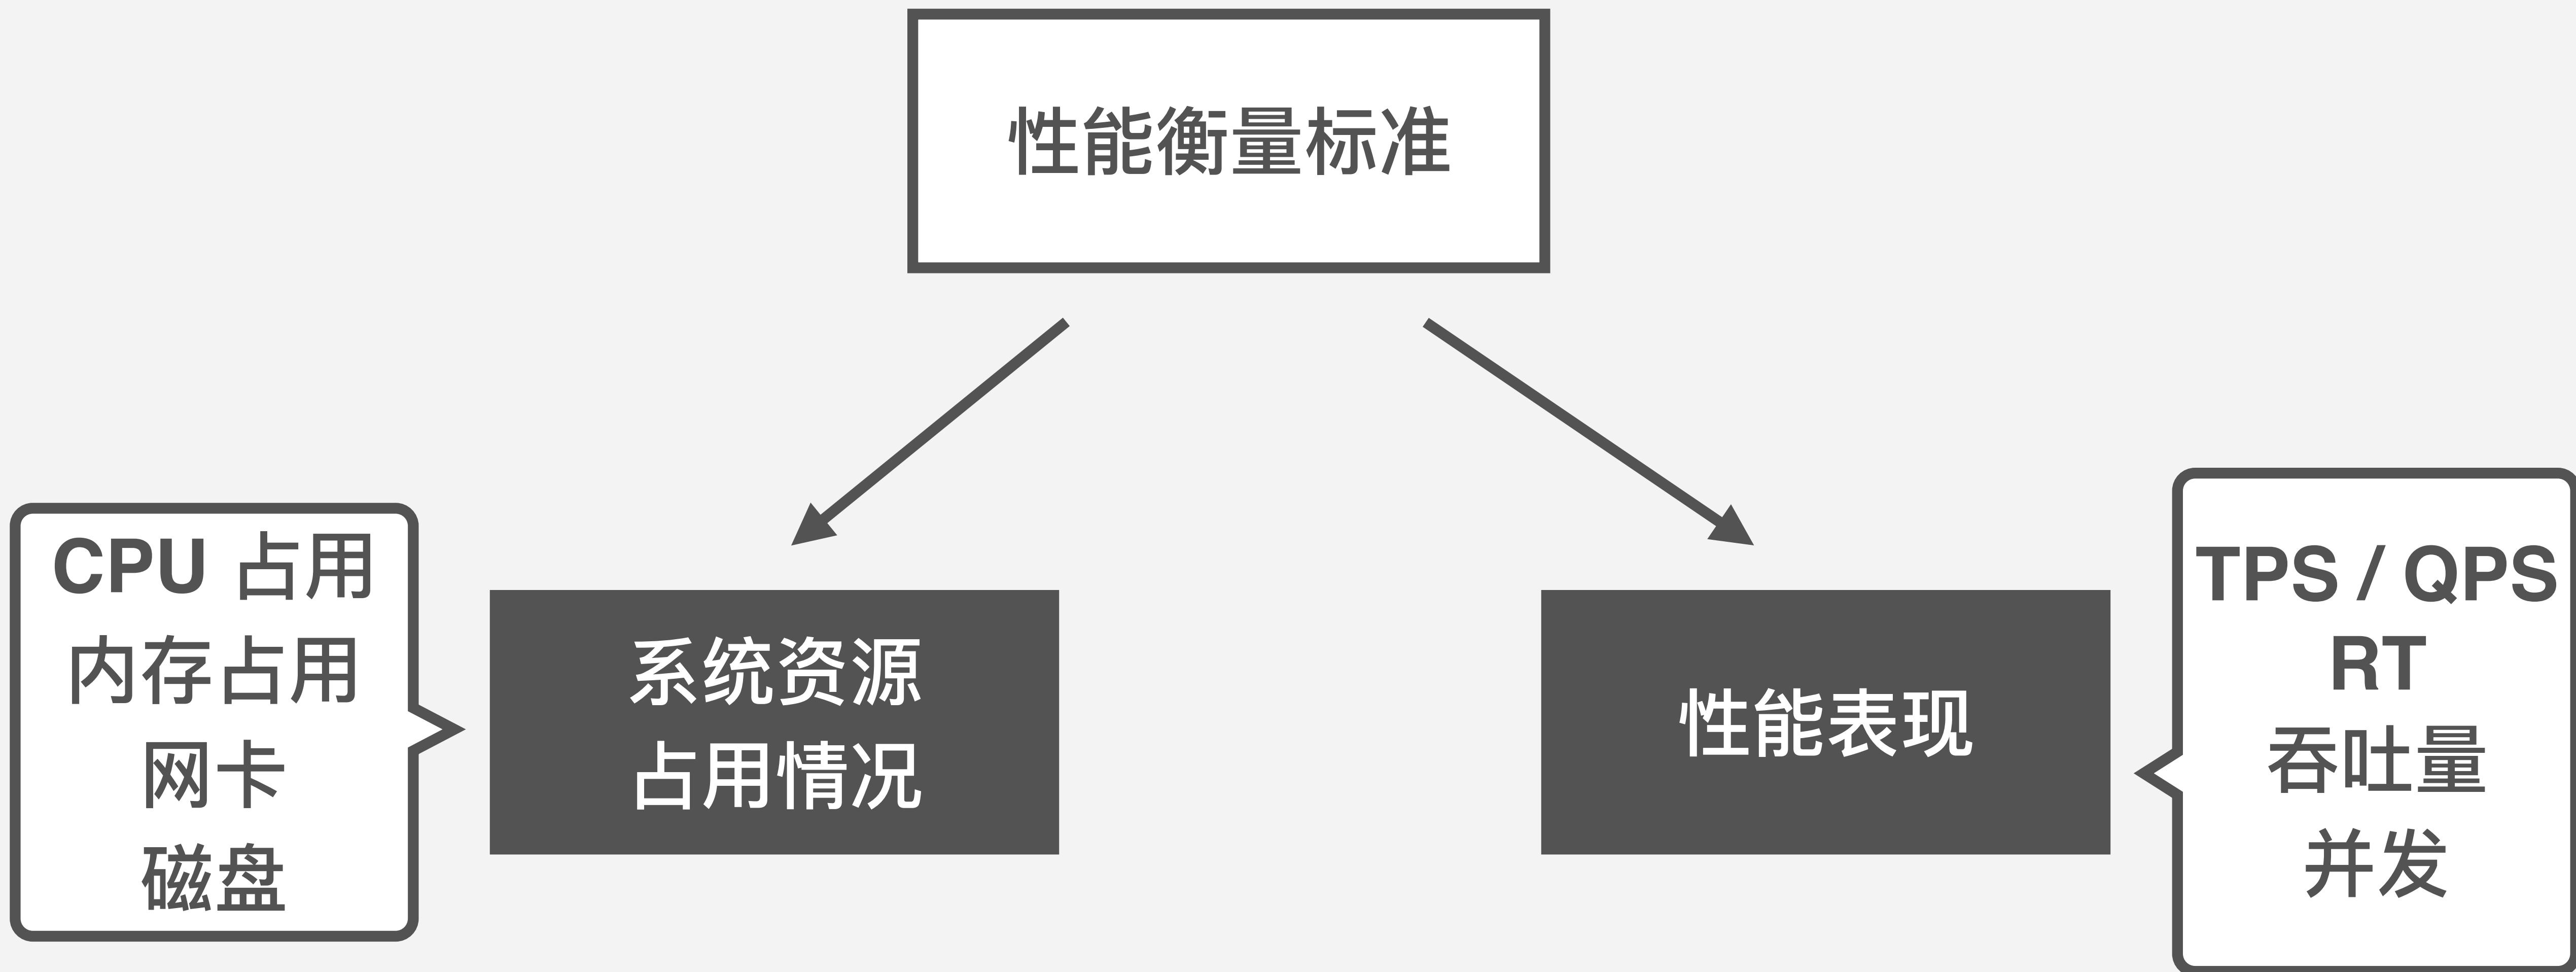 性能衡量标准
CPU 占用
内存占用
网卡
磁盘
系统资源
占用情况
性能表现
TPS / QPS
RT
吞吐量
并发